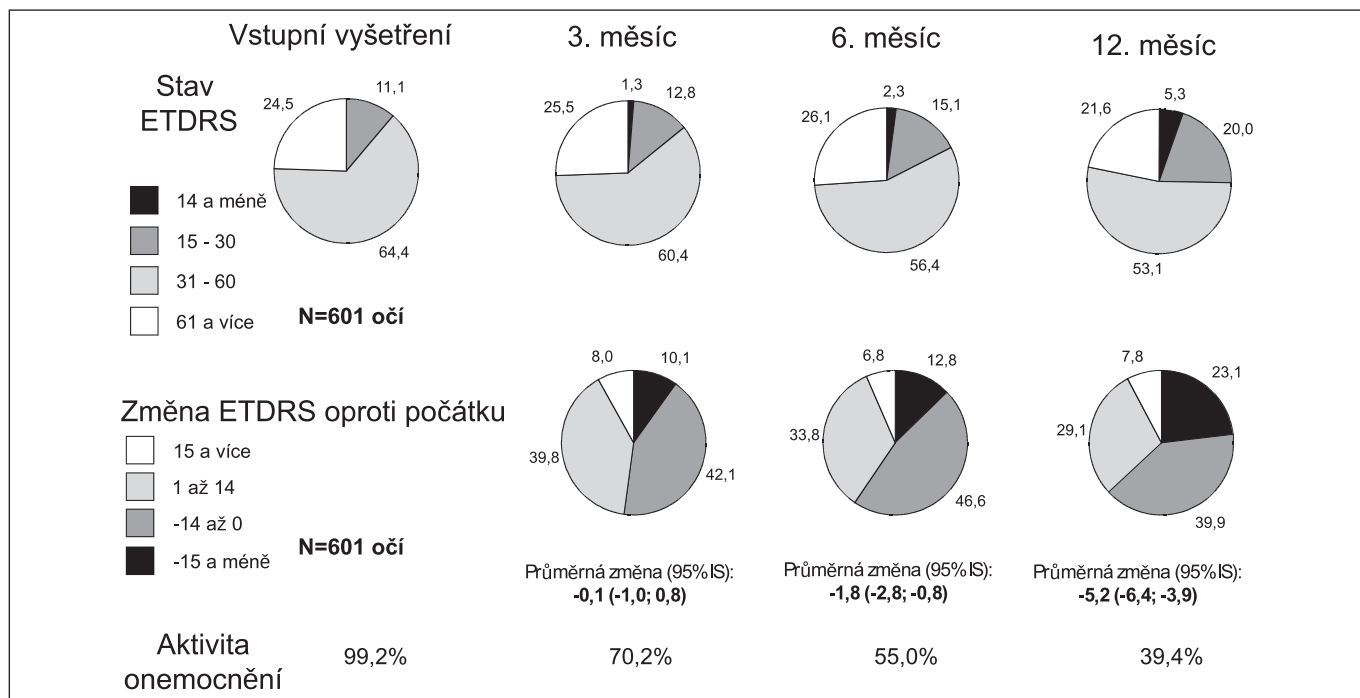 Vstupní vyšetření
3. měsíc
6. měsíc
12. měsíc
Stav
ETDRS
24,5
11,1
64,4
25,5
1,3
12,8
60,4
26,1
2,3
15,1
56,4
21,6
5,3
20,0
53,1
14 a méně
15 - 30
31 - 60
61 a více
N=601 očí
Změna ETDRS oproti počátku
15 a více
1 až 14
-14 až 0
-15 a méně
N=601 očí
8,0
10,1
39,8
42,1
6,8
12,8
33,8
46,6
7,8
23,1
29,1
39,9
Průměrná změna (95% IS):
-0,1 (-1,0; 0,8)
Průměrná změna (95% IS):
-1,8 (-2,8; -0,8)
Průměrná změna (95% IS):
-5,2 (-6,4; -3,9)
Aktivita
onemocnění
99,2%
70,2%
55,0%
39,4%